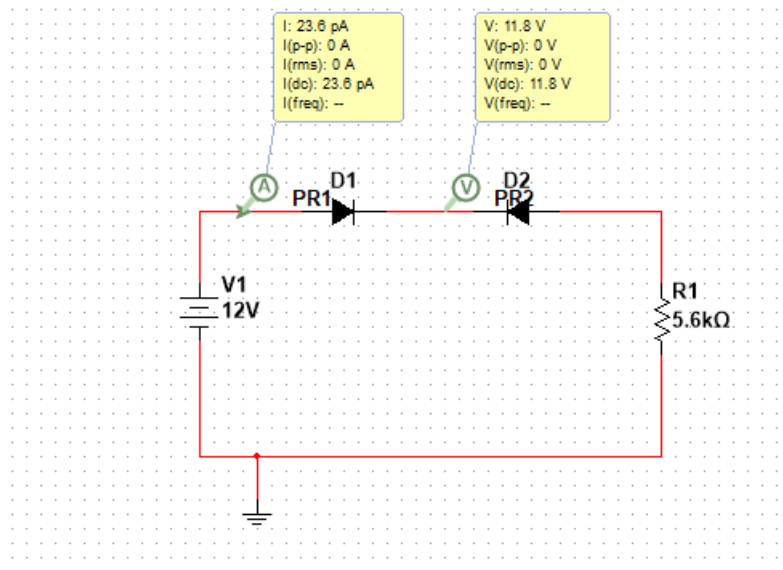 I: 23.6 pA
I(p-p): 0 A
I(rms): 0 A
I(dc): 23.6 pA
I(freq): --
V: 11.8 V
V(p-p): 0 V
V(rms): 0 V
V(dc): 11.8 V
V(freq): --
A
V
D1
D2
PR1
PR2
V1
12V
R1
5.6kΩ